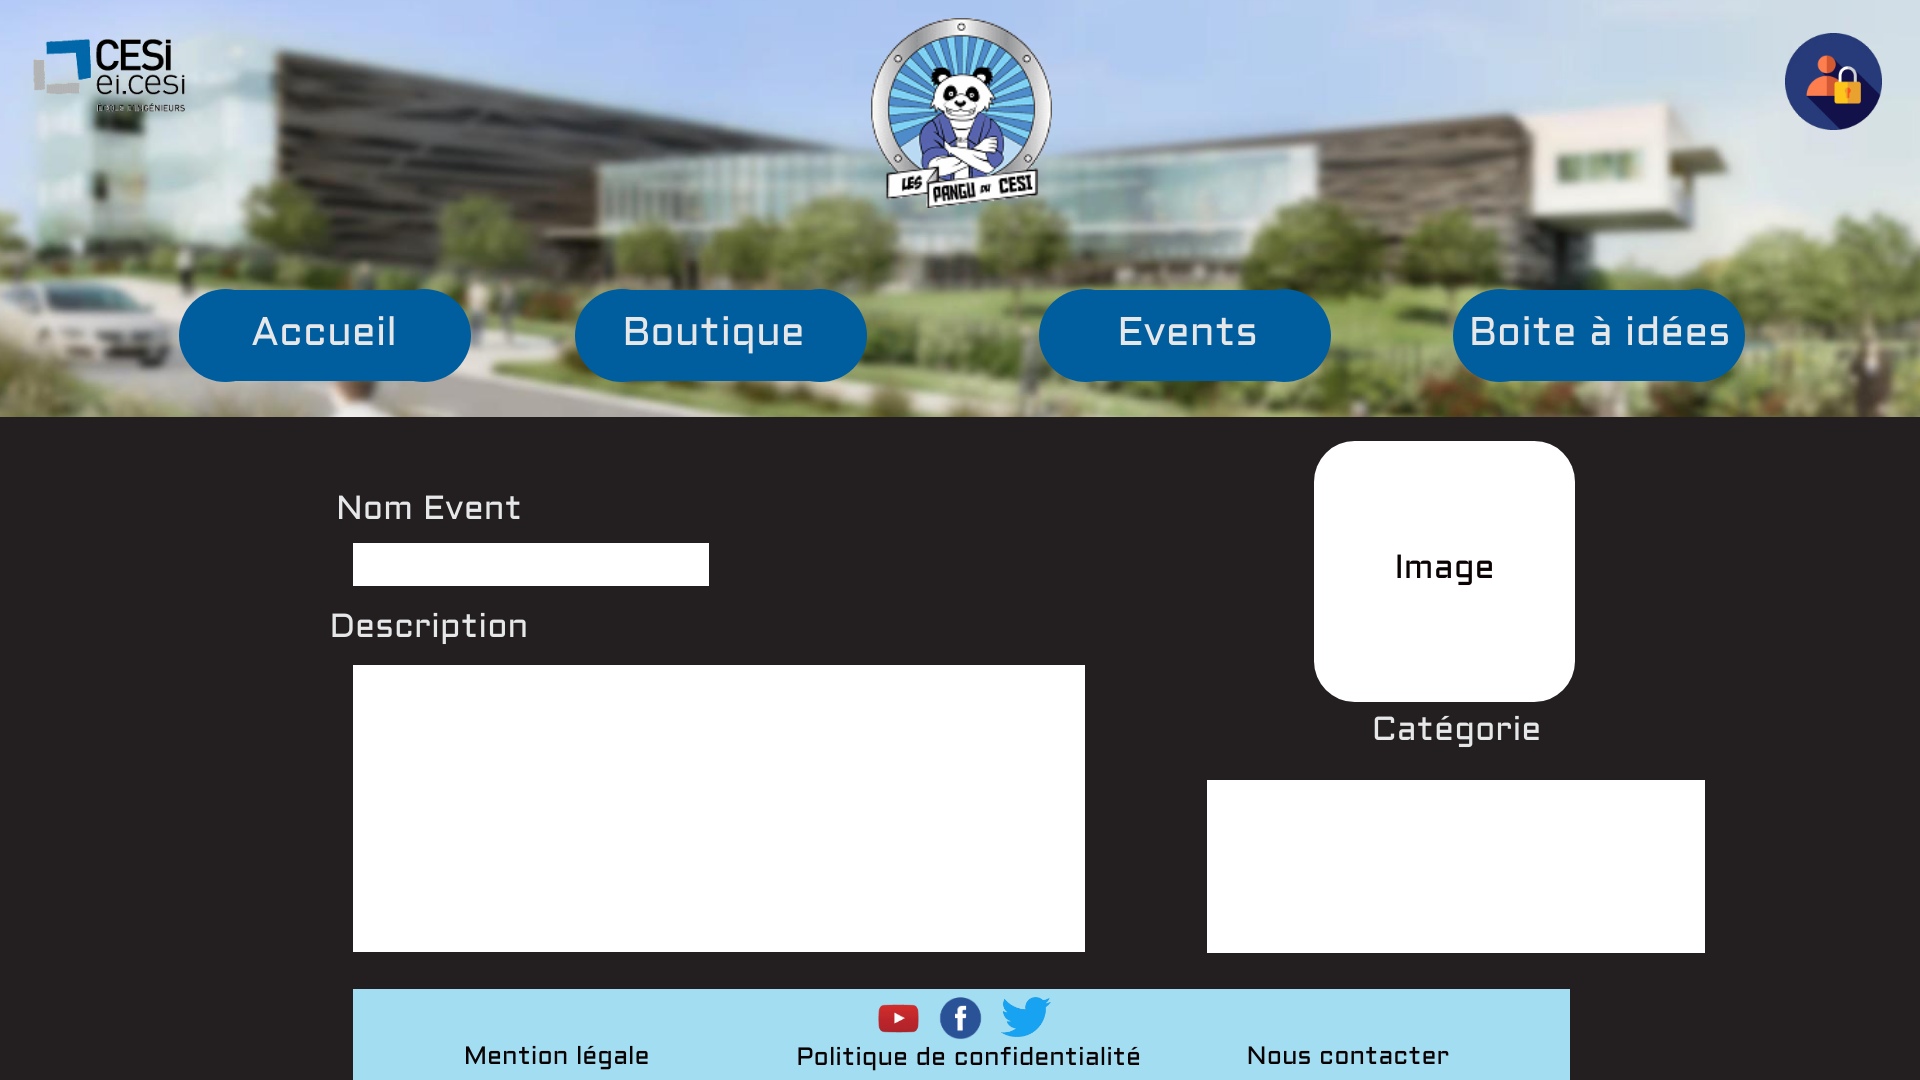 CESi
ei.cesi
ÉCOLE D'INGÉNIEURS
LES PANGU DU CESI
Accueil
Boutique
Events
Boite à idées
Nom Event
Image
Description
Catégorie
Mention légale
Politique de confidentialité
Nous contacter